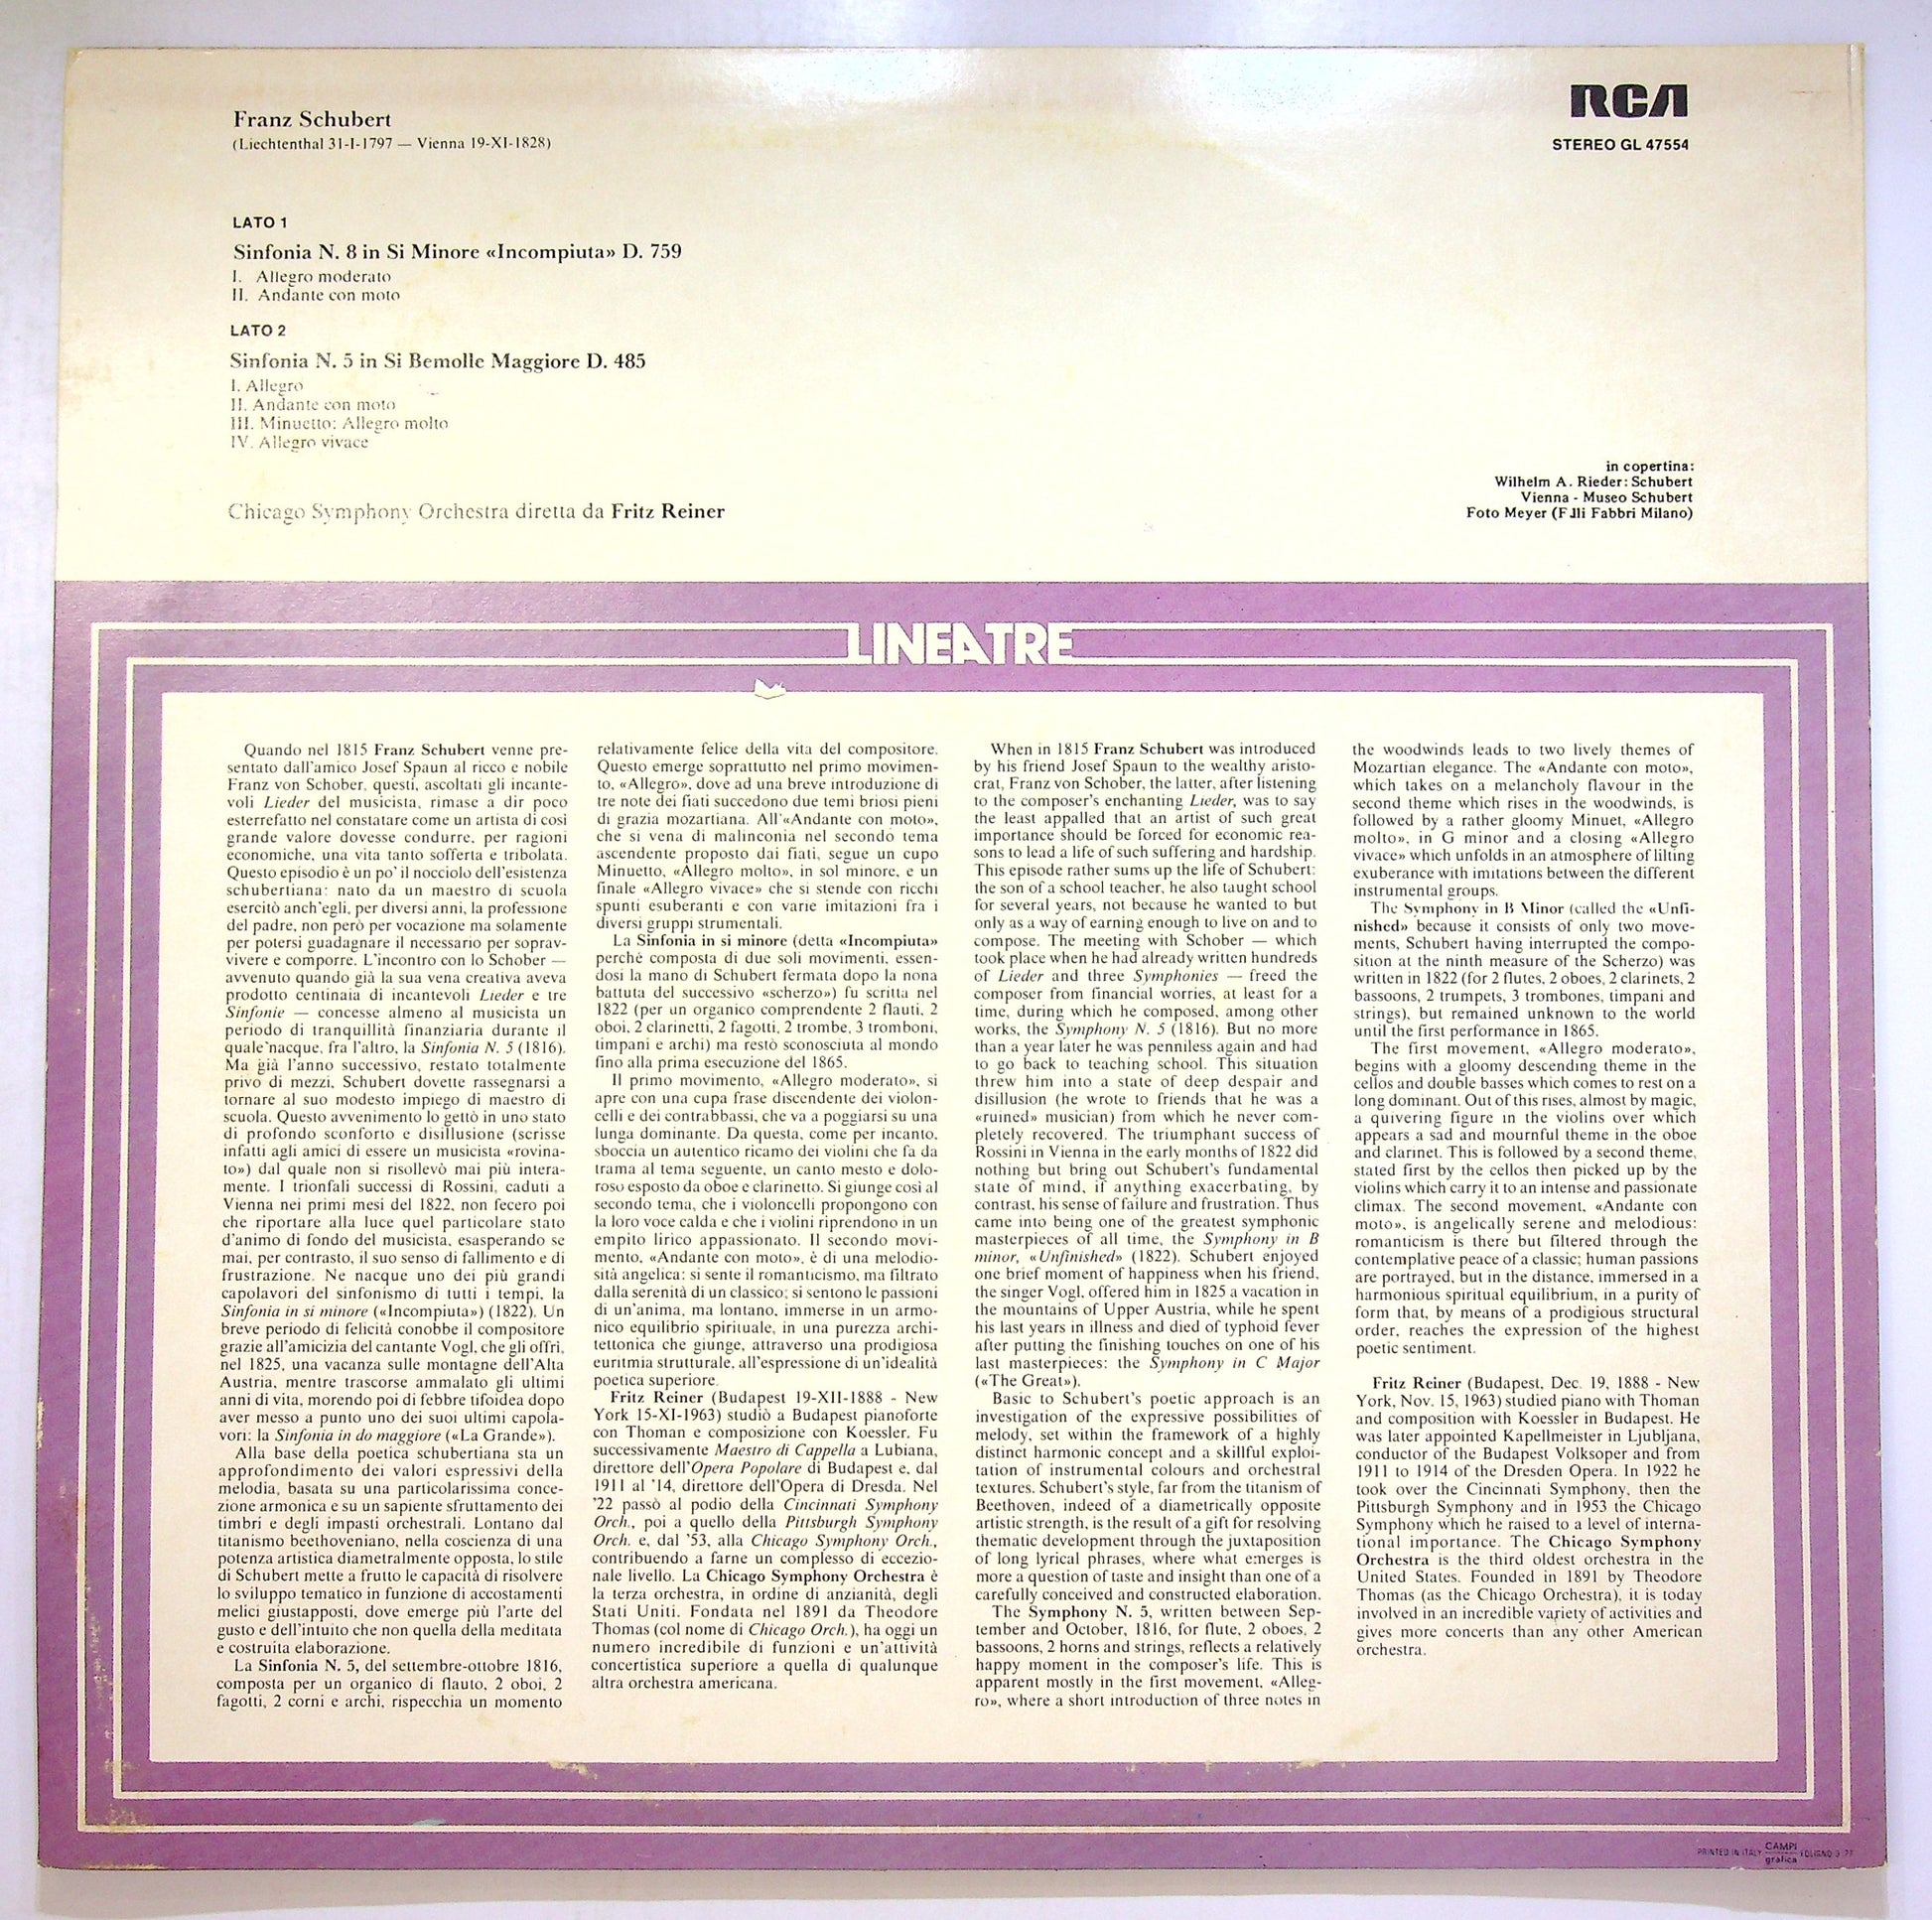 Franz Schubert
(Liechtenthal 31-I-1797 — Vienna 19-XI-1828)
RCA
STEREO GL 47554
LATO 1
Sinfonia N. 8 in Si Minore «Incompiuta» D. 759
I. Allegro moderato
II. Andante con moto
LATO 2
Sinfonia N. 5 in Si Bemolle Maggiore D. 485
I. Allegro
II. Andante con moto
III. Minuetto: Allegro molto
IV. Allegro vivace
Chicago Symphony Orchestra diretta da Fritz Reiner
in copertina:
Wilhelm A. Rieder: Schubert
Vienna - Museo Schubert
Foto Meyer (F.lli Fabbri Milano)
LINEATRE
Quando nel 1815 Franz Schubert venne pre-
sentato dall'amico Josef Spaun al ricco e nobile
Franz von Schober, questi, ascoltati gli incante-
voli Lieder del musicista, rimase a dir poco
esterrefatto nel constatare come un artista di così
grande valore dovesse condurre, per ragioni
economiche, una vita tanto sofferta e tribolata.
Questo episodio è un po' il nocciolo dell'esistenza
schubertiana: nato da un maestro di scuola
esercitò anch'egli, per diversi anni, la professione
del padre, non però per vocazione ma solamente
per potersi guadagnare il necessario per soprav-
vivere e comporre. L'incontro con lo Schober —
avvenuto quando già la sua vena creativa aveva
prodotto centinaia di incantevoli Lieder e tre
Sinfonie — concesse almeno al musicista un
periodo di tranquillità finanziaria durante il
quale nacque, fra l'altro, la Sinfonia N. 5 (1816).
Ma già l'anno successivo, restato totalmente
privo di mezzi, Schubert dovette rassegnarsi a
tornare al suo modesto impiego di maestro di
scuola. Questo avvenimento lo gettò in uno stato
di profondo sconforto e disillusione (scrisse
infatti agli amici di essere un musicista «rovina-
to») dal quale non si risollevò mai più intera-
mente. I trionfali successi di Rossini, caduti a
Vienna nei primi mesi del 1822, non fecero poi
che riportare alla luce quel particolare stato
d'animo di fondo del musicista, esasperando se
mai, per contrasto, il suo senso di fallimento e di
frustrazione. Ne nacque uno dei più grandi
capolavori del sinfonismo di tutti i tempi, la
Sinfonia in si minore («Incompiuta») (1822). Un
breve periodo di felicità conobbe il compositore
grazie all'amicizia del cantante Vogl, che gli offrì,
nel 1825, una vacanza sulle montagne dell'Alta
Austria, mentre trascorse ammalato gli ultimi
anni di vita, morendo poi di febbre tifoidea dopo
aver messo a punto uno dei suoi ultimi capola-
vori: la Sinfonia in do maggiore («La Grande»).
Alla base della poetica schubertiana sta un
approfondimento dei valori espressivi della
melodia, basata su una particolarissima conce-
zione armonica e su un sapiente sfruttamento dei
timbri e degli impasti orchestrali. Lontano dal
titanismo beethoveniano, nella coscienza di una
potenza artistica diametralmente opposta, lo stile
di Schubert mette a frutto le capacità di risolvere
lo sviluppo tematico in funzione di accostamenti
melici giustapposti, dove emerge più l'arte del
gusto e dell'intuito che non quella della meditata
e costruita elaborazione.
La Sinfonia N. 5, del settembre-ottobre 1816,
composta per un organico di flauto, 2 oboi, 2
fagotti, 2 corni e archi, rispecchia un momento
relativamente felice della vita del compositore.
Questo emerge soprattutto nel primo movimen-
to, «Allegro», dove ad una breve introduzione di
tre note dei fiati succedono due temi briosi pieni
di grazia mozartiana. All'«Andante con moto»,
che si vena di malinconia nel secondo tema
ascendente proposto dai fiati, segue un cupo
Minuetto, «Allegro molto», in sol minore, e un
finale «Allegro vivace» che si stende con ricchi
spunti esuberanti e con varie imitazioni fra i
diversi gruppi strumentali.
La Sinfonia in si minore (detta «Incompiuta»
perché composta di due soli movimenti, essen-
dosi la mano di Schubert fermata dopo la nona
battuta del successivo «scherzo») fu scritta nel
1822 (per un organico comprendente 2 flauti, 2
oboi, 2 clarinetti, 2 fagotti, 2 trombe, 3 tromboni,
timpani e archi) ma restò sconosciuta al mondo
fino alla prima esecuzione del 1865.
Il primo movimento, «Allegro moderato», si
apre con una cupa frase discendente dei violon-
celli e dei contrabbassi, che va a poggiarsi su una
lunga dominante. Da questa, come per incanto,
sboccia un autentico ricamo dei violini che fa da
trama al tema seguente, un canto mesto e dolo-
roso esposto da oboe e clarinetto. Si giunge così al
secondo tema, che i violoncelli propongono con
la loro voce calda e che i violini riprendono in un
empito lirico appassionato. Il secondo movi-
mento, «Andante con moto», è di una melodio-
sità angelica: si sente il romanticismo, ma filtrato
dalla serenità di un classico; si sentono le passioni
di un'anima, ma lontano, immerse in un armo-
nico equilibrio spirituale, in una purezza archi-
tettonica che giunge, attraverso una prodigiosa
euritmia strutturale, all'espressione di un'idealità
poetica superiore.
Fritz Reiner (Budapest 19-XII-1888 - New
York 15-XI-1963) studiò a Budapest pianoforte
con Thoman e composizione con Koessler. Fu
successivamente Maestro di Cappella a Lubiana,
direttore dell'Opera Popolare di Budapest e, dal
1911 al '14, direttore dell'Opera di Dresda. Nel
'22 passò al podio della Cincinnati Symphony
Orch., poi a quello della Pittsburgh Symphony
Orch. e, dal '53, alla Chicago Symphony Orch.,
contribuendo a farne un complesso di eccezio-
nale livello. La Chicago Symphony Orchestra è
la terza orchestra, in ordine di anzianità, degli
Stati Uniti. Fondata nel 1891 da Theodore
Thomas (col nome di Chicago Orch.), ha oggi un
numero incredibile di funzioni e un'attività
concertistica superiore a quella di qualunque
altra orchestra americana.
When in 1815 Franz Schubert was introduced
by his friend Josef Spaun to the wealthy aristo-
crat, Franz von Schober, the latter, after listening
to the composer's enchanting Lieder, was to say
the least appalled that an artist of such great
importance should be forced for economic rea-
sons to lead a life of such suffering and hardship.
This episode rather sums up the life of Schubert:
the son of a school teacher, he also taught school
for several years, not because he wanted to but
only as a way of earning enough to live on and to
compose. The meeting with Schober — which
took place when he had already written hundreds
of Lieder and three Symphonies — freed the
composer from financial worries, at least for a
time, during which he composed, among other
works, the Symphony N. 5 (1816). But no more
than a year later he was penniless again and had
to go back to teaching school. This situation
threw him into a state of deep despair and
disillusion (he wrote to friends that he was a
«ruined» musician) from which he never com-
pletely recovered. The triumphant success of
Rossini in Vienna in the early months of 1822 did
nothing but bring out Schubert's fundamental
state of mind, if anything exacerbating, by
contrast, his sense of failure and frustration. Thus
came into being one of the greatest symphonic
masterpieces of all time, the Symphony in B
minor, «Unfinished» (1822). Schubert enjoyed
one brief moment of happiness when his friend,
the singer Vogl, offered him in 1825 a vacation in
the mountains of Upper Austria, while he spent
his last years in illness and died of typhoid fever
after putting the finishing touches on one of his
last masterpieces: the Symphony in C Major
(«The Great»).
Basic to Schubert's poetic approach is an
investigation of the expressive possibilities of
melody, set within the framework of a highly
distinct harmonic concept and a skillful exploi-
tation of instrumental colours and orchestral
textures. Schubert's style, far from the titanism of
Beethoven, indeed of a diametrically opposite
artistic strength, is the result of a gift for resolving
thematic development through the juxtaposition
of long lyrical phrases, where what emerges is
more a question of taste and insight than one of a
carefully conceived and constructed elaboration.
The Symphony N. 5, written between Sep-
tember and October, 1816, for flute, 2 oboes, 2
bassoons, 2 horns and strings, reflects a relatively
happy moment in the composer's life. This is
apparent mostly in the first movement, «Alleg-
ro», where a short introduction of three notes in
the woodwinds leads to two lively themes of
Mozartian elegance. The «Andante con moto»,
which takes on a melancholy flavour in the
second theme which rises in the woodwinds, is
followed by a rather gloomy Minuet, «Allegro
molto», in G minor and a closing «Allegro
vivace» which unfolds in an atmosphere of lilting
exuberance with imitations between the different
instrumental groups.
The Symphony in B Minor (called the «Unfi-
nished» because it consists of only two move-
ments, Schubert having interrupted the compo-
sition at the ninth measure of the Scherzo) was
written in 1822 (for 2 flutes, 2 oboes, 2 clarinets, 2
bassoons, 2 trumpets, 3 trombones, timpani and
strings), but remained unknown to the world
until the first performance in 1865.
The first movement, «Allegro moderato»,
begins with a gloomy descending theme in the
cellos and double basses which comes to rest on a
long dominant. Out of this rises, almost by magic,
a quivering figure in the violins over which
appears a sad and mournful theme in the oboe
and clarinet. This is followed by a second theme,
stated first by the cellos then picked up by the
violins which carry it to an intense and passionate
climax. The second movement, «Andante con
moto», is angelically serene and melodious:
romanticism is there but filtered through the
contemplative peace of a classic; human passions
are portrayed, but in the distance, immersed in a
harmonious spiritual equilibrium, in a purity of
form that, by means of a prodigious structural
order, reaches the expression of the highest
poetic sentiment.
Fritz Reiner (Budapest, Dec. 19, 1888 - New
York, Nov. 15, 1963) studied piano with Thoman
and composition with Koessler in Budapest. He
was later appointed Kapellmeister in Ljubljana,
conductor of the Budapest Volksoper and from
1911 to 1914 of the Dresden Opera. In 1922 he
took over the Cincinnati Symphony, then the
Pittsburgh Symphony and in 1953 the Chicago
Symphony which he raised to a level of interna-
tional importance. The Chicago Symphony
Orchestra is the third oldest orchestra in the
United States. Founded in 1891 by Theodore
Thomas (as the Chicago Orchestra), it is today
involved in an incredible variety of activities and
gives more concerts than any other American
orchestra.
PRINTED IN ITALY CAMPI grafica FOLIGNO